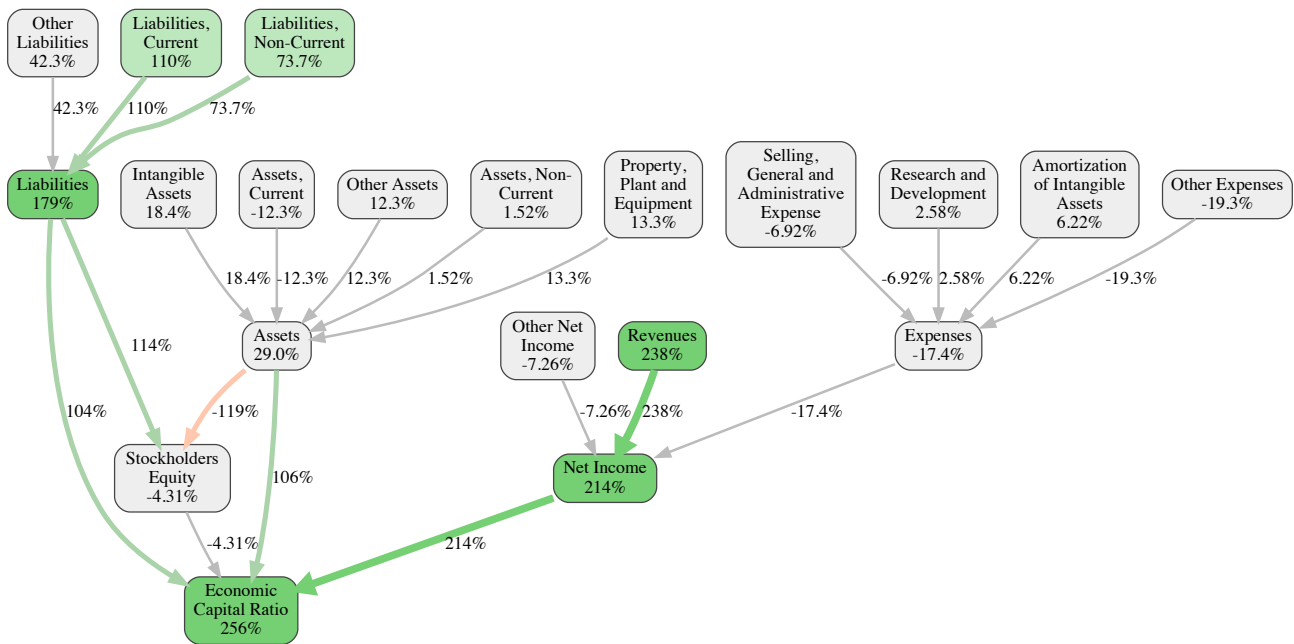 Other
Liabilities
42.3%
Liabilities,
Current
110%
Liabilities,
Non-Current
73.7%
42.3%
110%
73.7%
Liabilities
179%
Intangible
Assets
18.4%
Assets,
Current
-12.3%
Other Assets
12.3%
Assets, Non-
Current
1.52%
Property,
Plant and
Equipment
13.3%
Selling,
General and
Administrative
Expense
-6.92%
Research and
Development
2.58%
Amortization
of Intangible
Assets
6.22%
Other Expenses
-19.3%
18.4%
-12.3%
12.3%
1.52%
13.3%
-6.92%
2.58%
6.22%
-19.3%
Assets
29.0%
Other Net
Income
-7.26%
Revenues
238%
Expenses
-17.4%
114%
104%
-119%
106%
-7.26%
238%
-17.4%
Stockholders
Equity
-4.31%
Net Income
214%
-4.31%
214%
Economic
Capital Ratio
256%